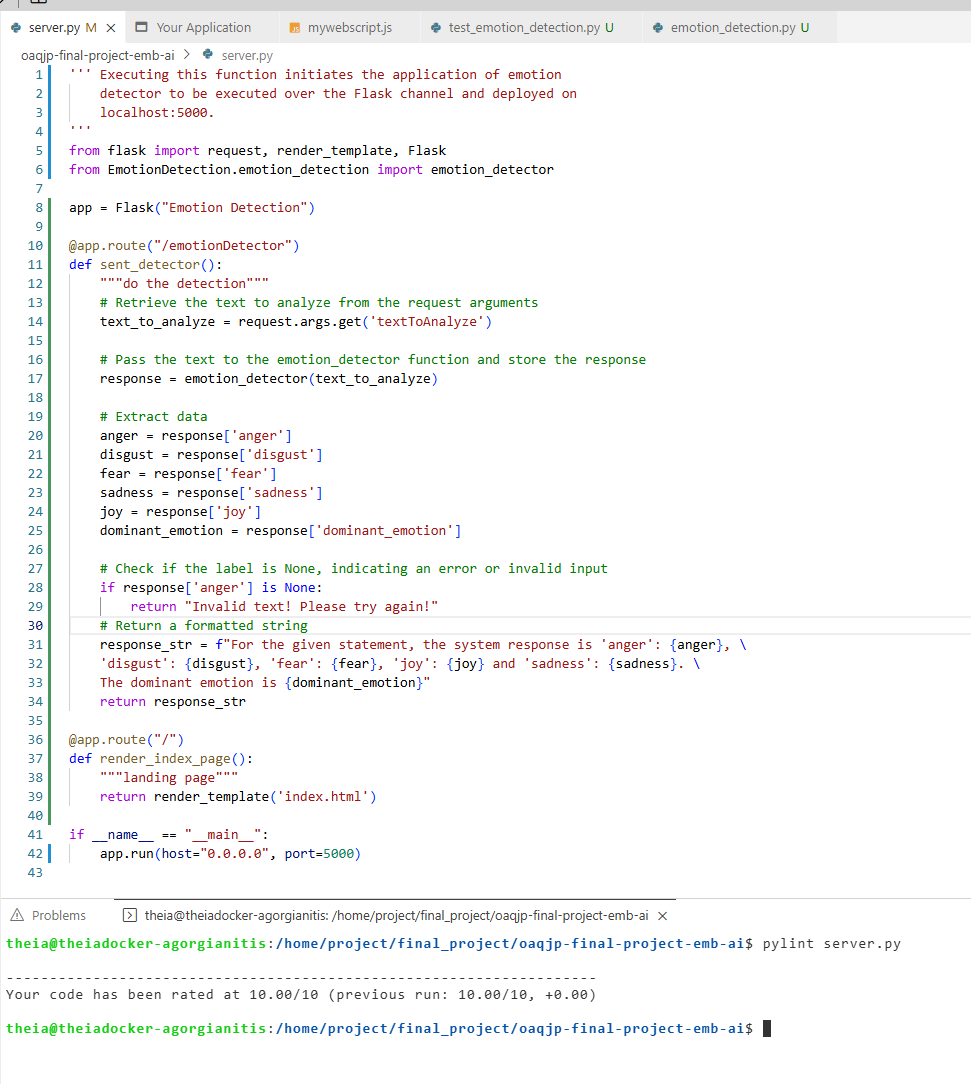 server.py M ×
Your Application
mywebscript.js
test_emotion_detection.py U
emotion_detection.py U
oaqjp-final-project-emb-ai > server.py
1 ''' Executing this function initiates the application of emotion
2 detector to be executed over the Flask channel and deployed on
3 localhost:5000.
4 '''
5 from flask import request, render_template, Flask
6 from EmotionDetection.emotion_detection import emotion_detector
7
8 app = Flask("Emotion Detection")
9
10 @app.route("/emotionDetector")
11 def sent_detector():
12 """do the detection"""
13 # Retrieve the text to analyze from the request arguments
14 text_to_analyze = request.args.get('textToAnalyze')
15
16 # Pass the text to the emotion_detector function and store the response
17 response = emotion_detector(text_to_analyze)
18
19 # Extract data
20 anger = response['anger']
21 disgust = response['disgust']
22 fear = response['fear']
23 sadness = response['sadness']
24 joy = response['joy']
25 dominant_emotion = response['dominant_emotion']
26
27 # Check if the label is None, indicating an error or invalid input
28 if response['anger'] is None:
29 return "Invalid text! Please try again!"
30 # Return a formatted string
31 response_str = f"For the given statement, the system response is 'anger': {anger}, \
32 'disgust': {disgust}, 'fear': {fear}, 'joy': {joy} and 'sadness': {sadness}. \
33 The dominant emotion is {dominant_emotion}"
34 return response_str
35
36 @app.route("/")
37 def render_index_page():
38 """landing page"""
39 return render_template('index.html')
40
41 if __name__ == "__main__":
42 app.run(host="0.0.0.0", port=5000)
43
Problems
theia@theiadocker-agorgianitis: /home/project/final_project/oaqjp-final-project-emb-ai ×
theia@theiadocker-agorgianitis:/home/project/final_project/oaqjp-final-project-emb-ai$ pylint server.py
--------------------------------------------------------------------
Your code has been rated at 10.00/10 (previous run: 10.00/10, +0.00)
theia@theiadocker-agorgianitis:/home/project/final_project/oaqjp-final-project-emb-ai$